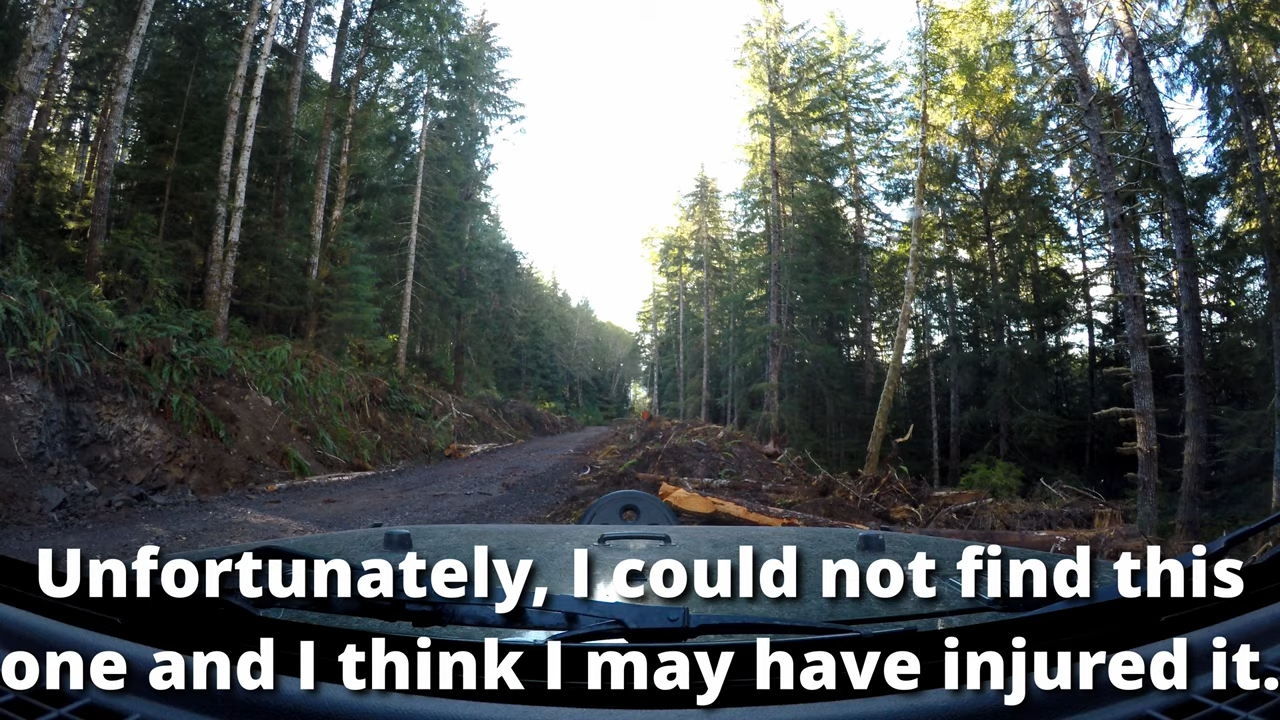 Unfortunately, I could not find this
one and I think I may have injured it.